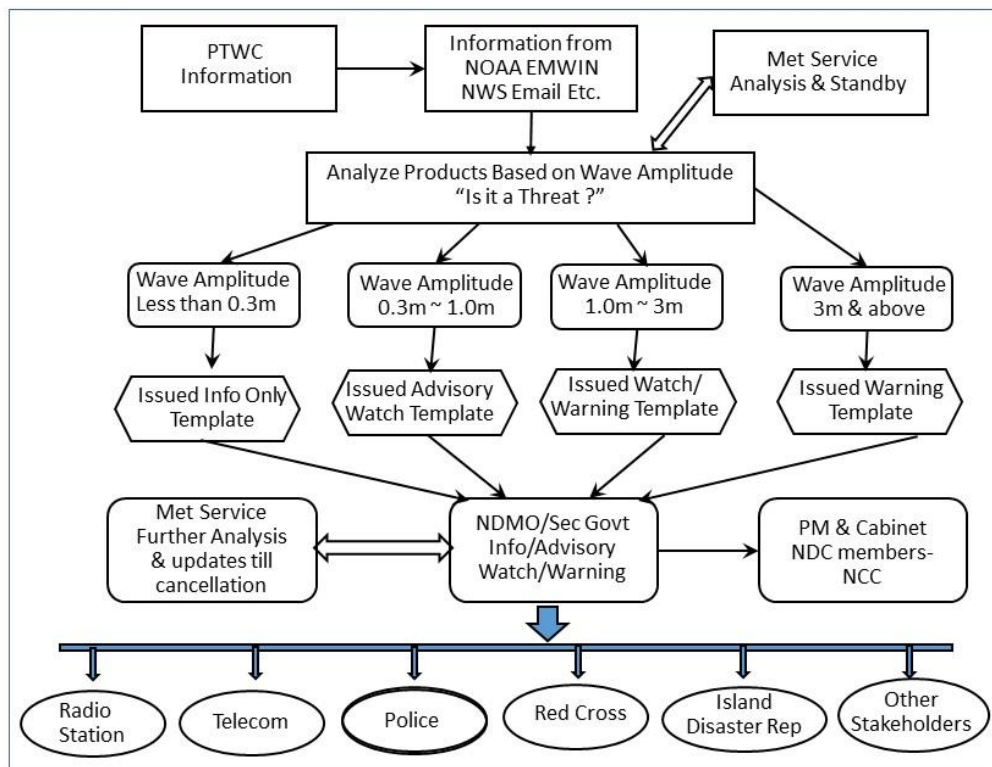 PTWC
Information
Information from
NOAA EMWIN
NWS Email Etc.
Met Service
Analysis & Standby
Analyze Products Based on Wave Amplitude
“Is it a Threat ?”
Wave Amplitude
Less than 0.3m
Wave Amplitude
0.3m ~ 1.0m
Wave Amplitude
1.0m ~ 3m
Wave Amplitude
3m & above
Issued Info Only
Template
Issued Advisory
Watch Template
Issued Watch/
Warning Template
Issued Warning
Template
Met Service
Further Analysis
& updates till
cancellation
NDMO/Sec Govt
Info/Advisory
Watch/Warning
PM & Cabinet
NDC members-
NCC
Radio
Station
Telecom
Police
Red Cross
Island
Disaster Rep
Other
Stakeholders